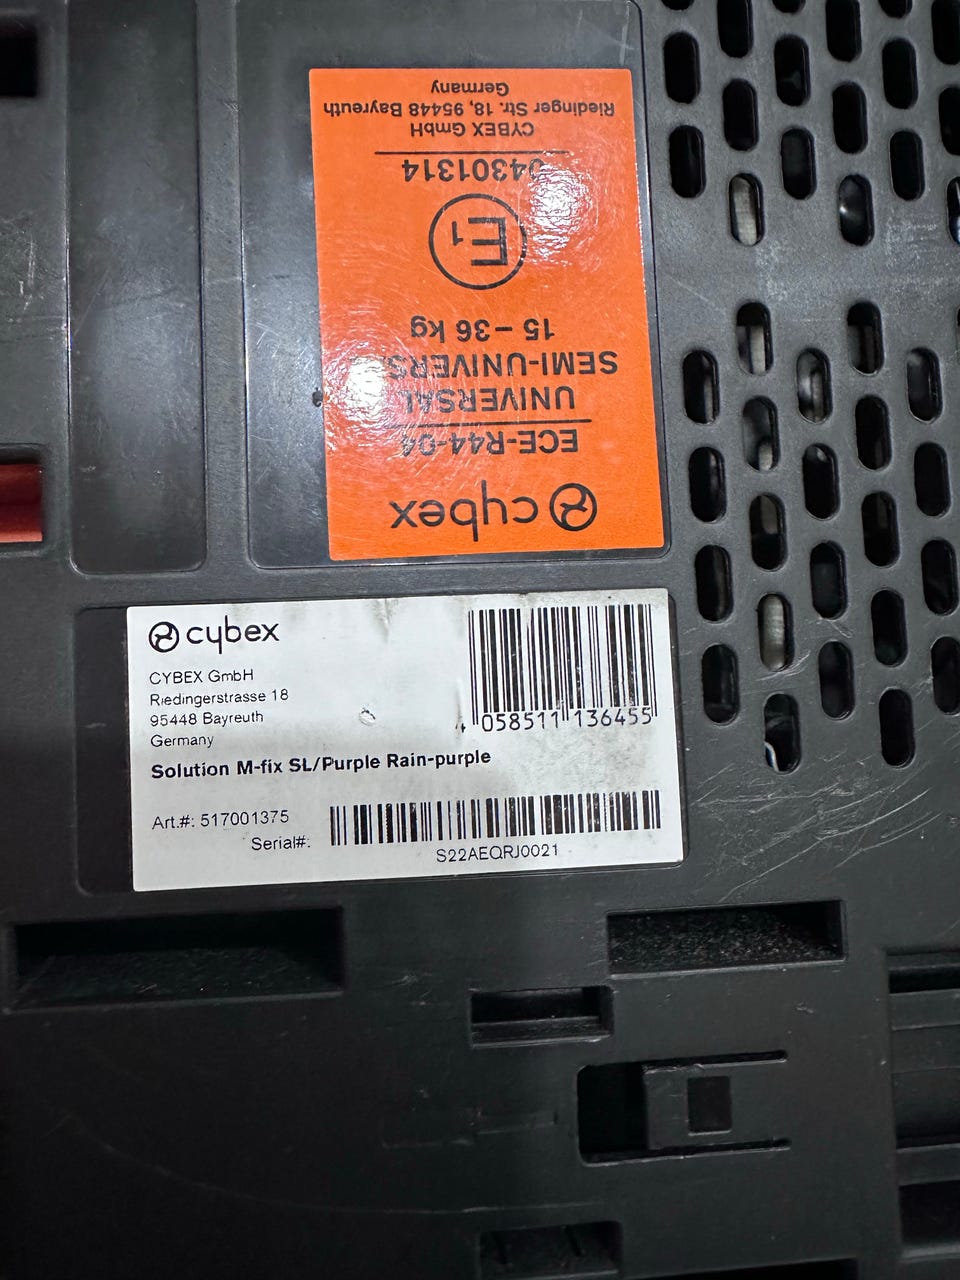 cybex
ECE-R44-04
UNIVERSAL
SEMI-UNIVERSAL
15 – 36 kg
E1
04301314
CYBEX GmbH
Riedinger Str. 18, 95448 Bayreuth
Germany
cybex
CYBEX GmbH
Riedingerstrasse 18
95448 Bayreuth
Germany
4 058511 136455
Solution M-fix SL/Purple Rain-purple
Art.#: 517001375
Serial#:
S22AEQRJ0021